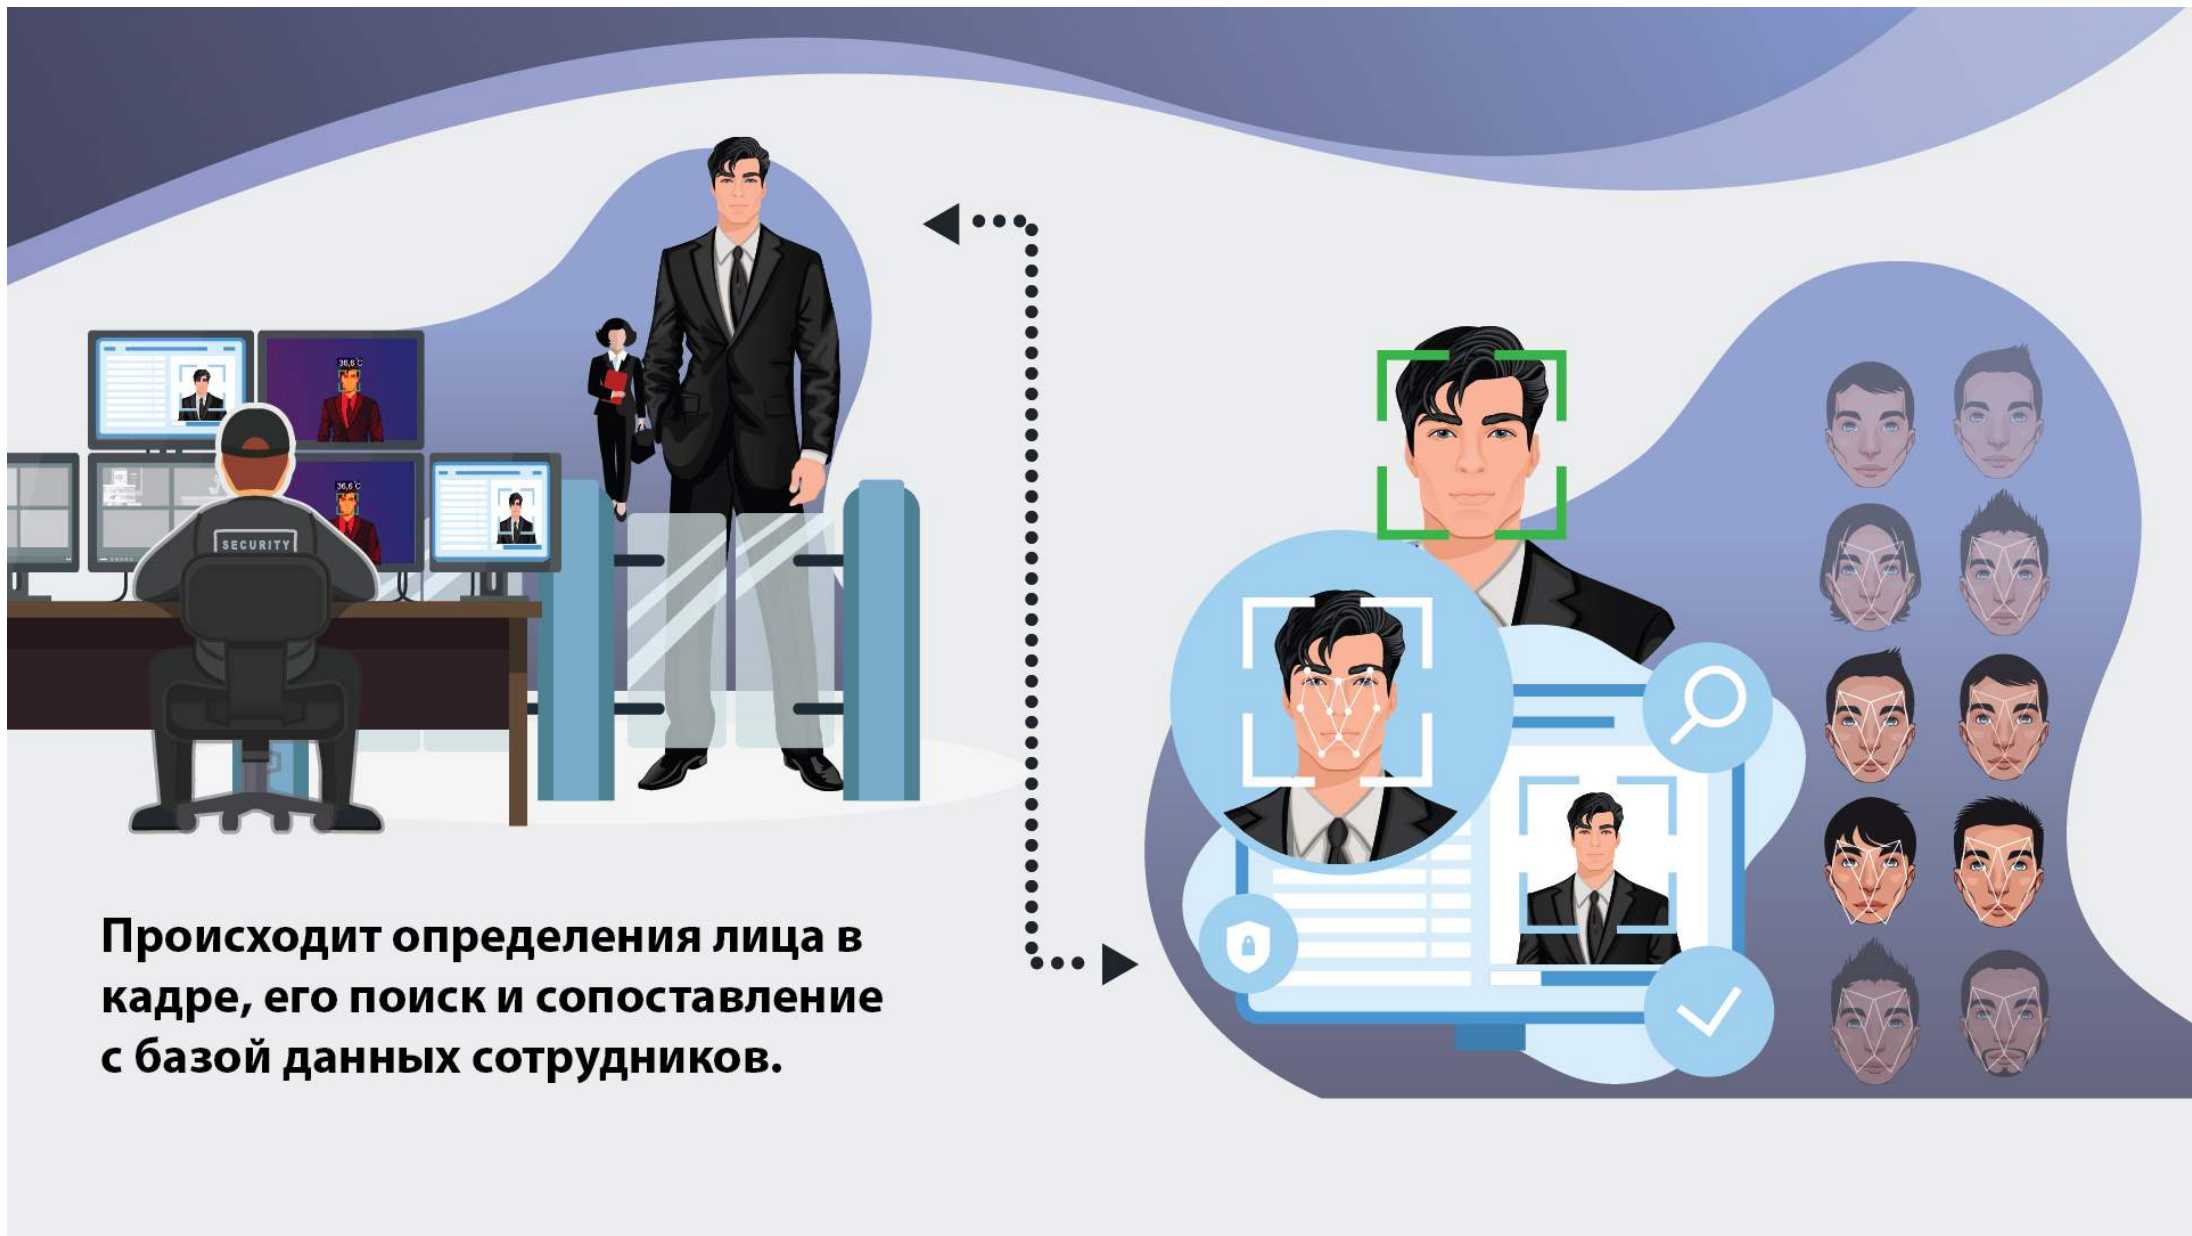 36,6°C
36,6°C
SECURITY
Происходит определения лица в
кадре, его поиск и сопоставление
с базой данных сотрудников.